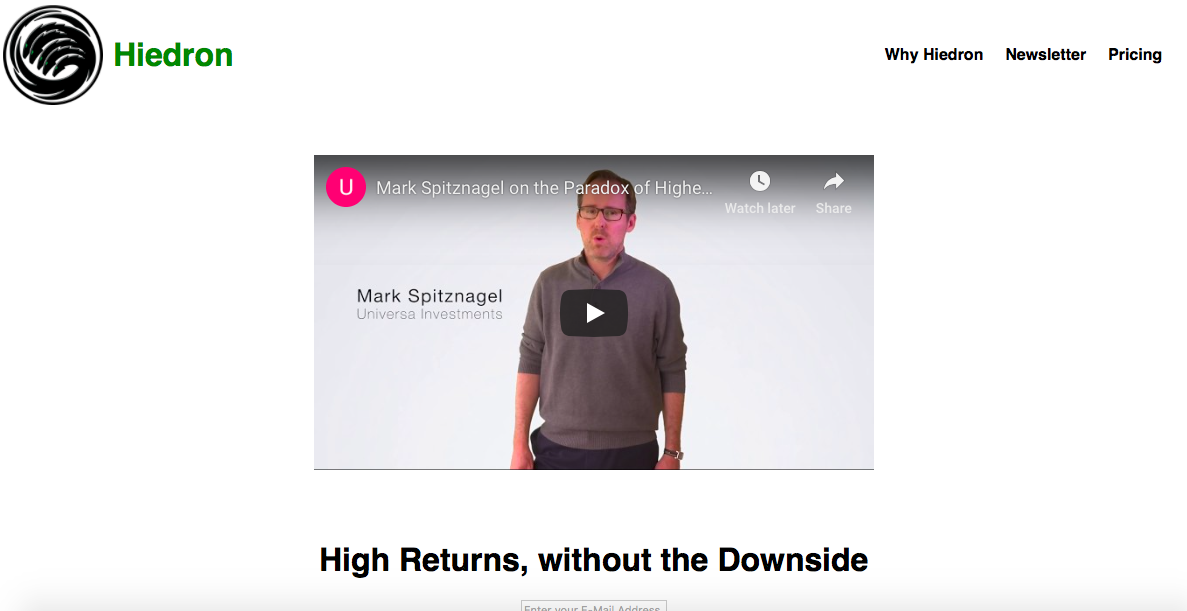 Hiedron
Why Hiedron Newsletter Pricing
U Mark Spitznagel on the Paradox of Highe...
Watch later Share
Mark Spitznagel
Universa Investments
High Returns, without the Downside
Enter your E-Mail Address